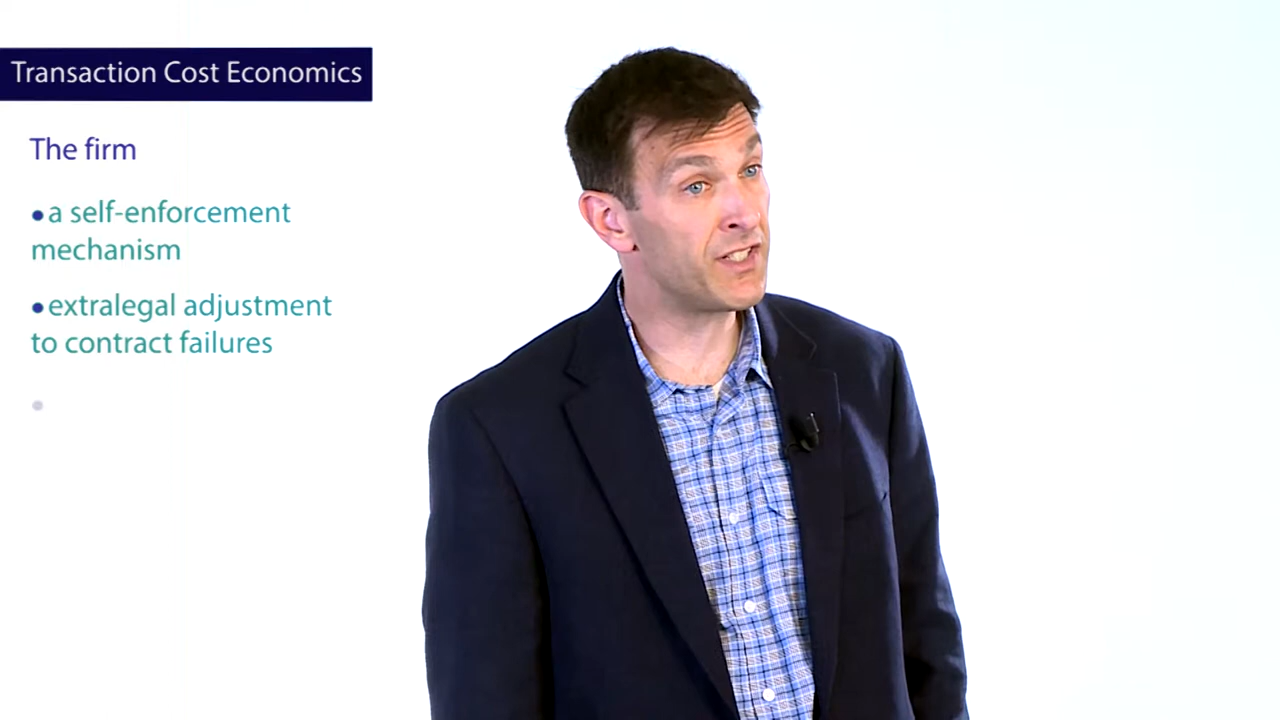 Transaction Cost Economics
The firm
•a self-enforcement
mechanism
•extralegal adjustment
to contract failures
•